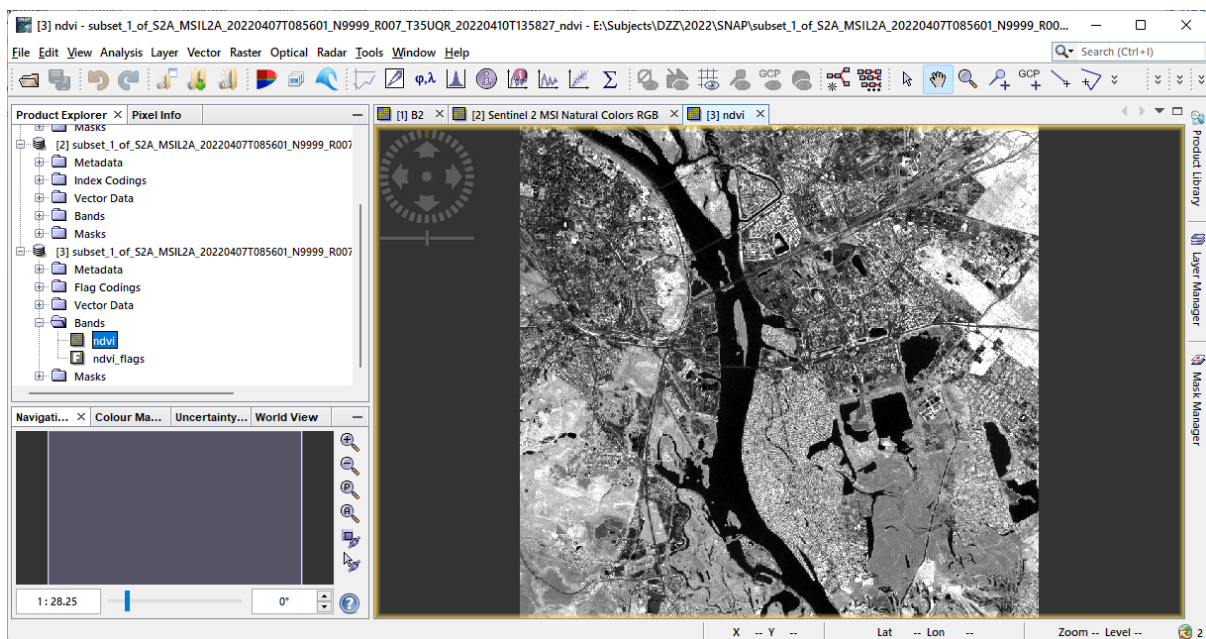 [3] ndvi - subset_1_of_S2A_MSIL2A_20220407T085601_N9999_R007_T35UQR_20220410T135827_ndvi - E:\Subjects\DZZ\2022\SNAP\subset_1_of_S2A_MSIL2A_20220407T085601_N9999_R00...
File Edit View Analysis Layer Vector Raster Optical Radar Tools Window Help
Search (Ctrl+I)
φ,λ Σ GCP GCP
Product Explorer Pixel Info
[1] B2 [2] Sentinel 2 MSI Natural Colors RGB [3] ndvi
Masks
[2] subset_1_of_S2A_MSIL2A_20220407T085601_N9999_R007
Metadata
Index Codings
Vector Data
Bands
Masks
[3] subset_1_of_S2A_MSIL2A_20220407T085601_N9999_R007
Metadata
Flag Codings
Vector Data
Bands
ndvi
ndvi_flags
Masks
Navigati... Colour Ma... Uncertainty... World View
1 : 28.25 0°
Product Library
Layer Manager
Mask Manager
X -- Y -- Lat -- Lon -- Zoom -- Level -- 2